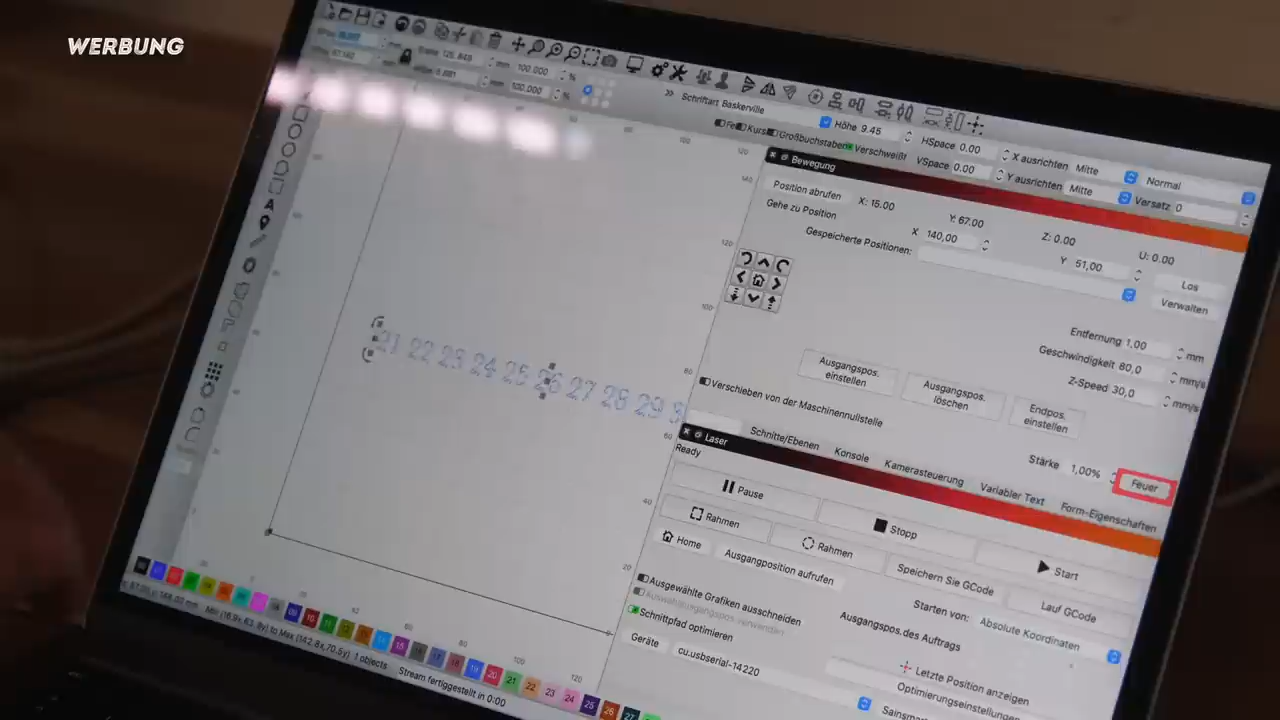 WERBUNG
100.000
%
Schriftart Baskerville
100.000
%
Höhe 9.45
HSpace 0.00
X ausrichten Mitte
Normal
Großbuchstaben
Verschweißt
VSpace 0.00
Y ausrichten Mitte
Versatz 0
Bewegung
Position abrufen
X: 15.00
Y: 67.00
Z: 0.00
U: 0.00
Gehe zu Position
X 140,00
Y 51,00
Los
Gespeicherte Positionen:
Verwalten
Entfernung 1.00 mm
Geschwindigkeit 80,0 mm/s
Z-Speed 30,0 mm/s
Ausgangspos. einstellen
Ausgangspos. löschen
Endpos. einstellen
Verschieben von der Maschinennullstelle
Stärke 1,00%
Feuer
21 22 23 24 25 26 27 28 29
Schnitte/Ebenen
Konsole
Kamerasteuerung
Variabler Text
Form-Eigenschaften
Laser
Ready
Pause
Stopp
Start
Rahmen
Rahmen
Speichern Sie GCode
Lauf GCode
Home
Ausgangposition aufrufen
Starten von: Absolute Koordinaten
Ausgewählte Grafiken ausschneiden
Ausgangspos.des Auftrags
Schnittpfad optimieren
Letzte Position anzeigen
Geräte
cu.usbserial-14220
Optimierungseinstellungen
1 objects
Stream fertiggestellt in 0:00